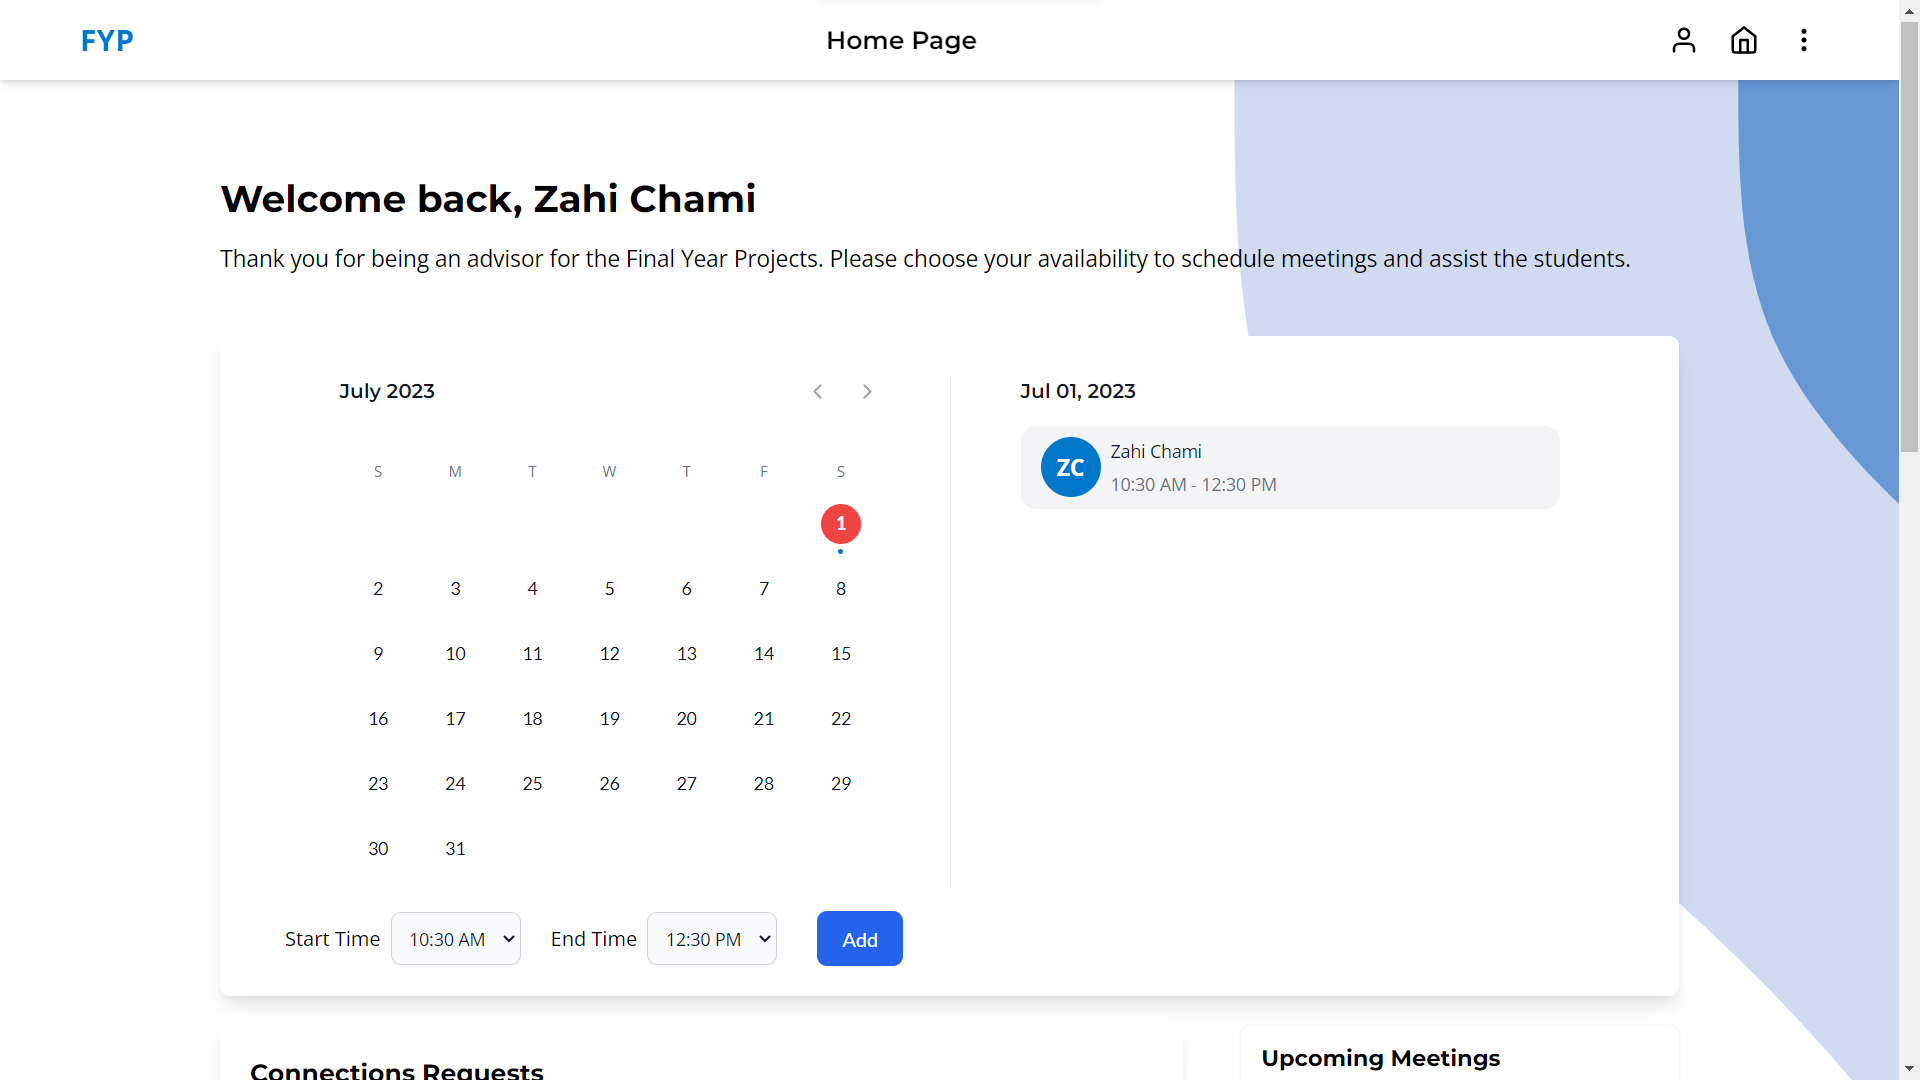 FYP
Home Page
Welcome back, Zahi Chami
Thank you for being an advisor for the Final Year Projects. Please choose your availability to schedule meetings and assist the students.
July 2023
S M T W T F S
1
2 3 4 5 6 7 8
9 10 11 12 13 14 15
16 17 18 19 20 21 22
23 24 25 26 27 28 29
30 31
Start Time 10:30 AM End Time 12:30 PM Add
Jul 01, 2023
ZC
Zahi Chami
10:30 AM - 12:30 PM
Connections Requests
Upcoming Meetings